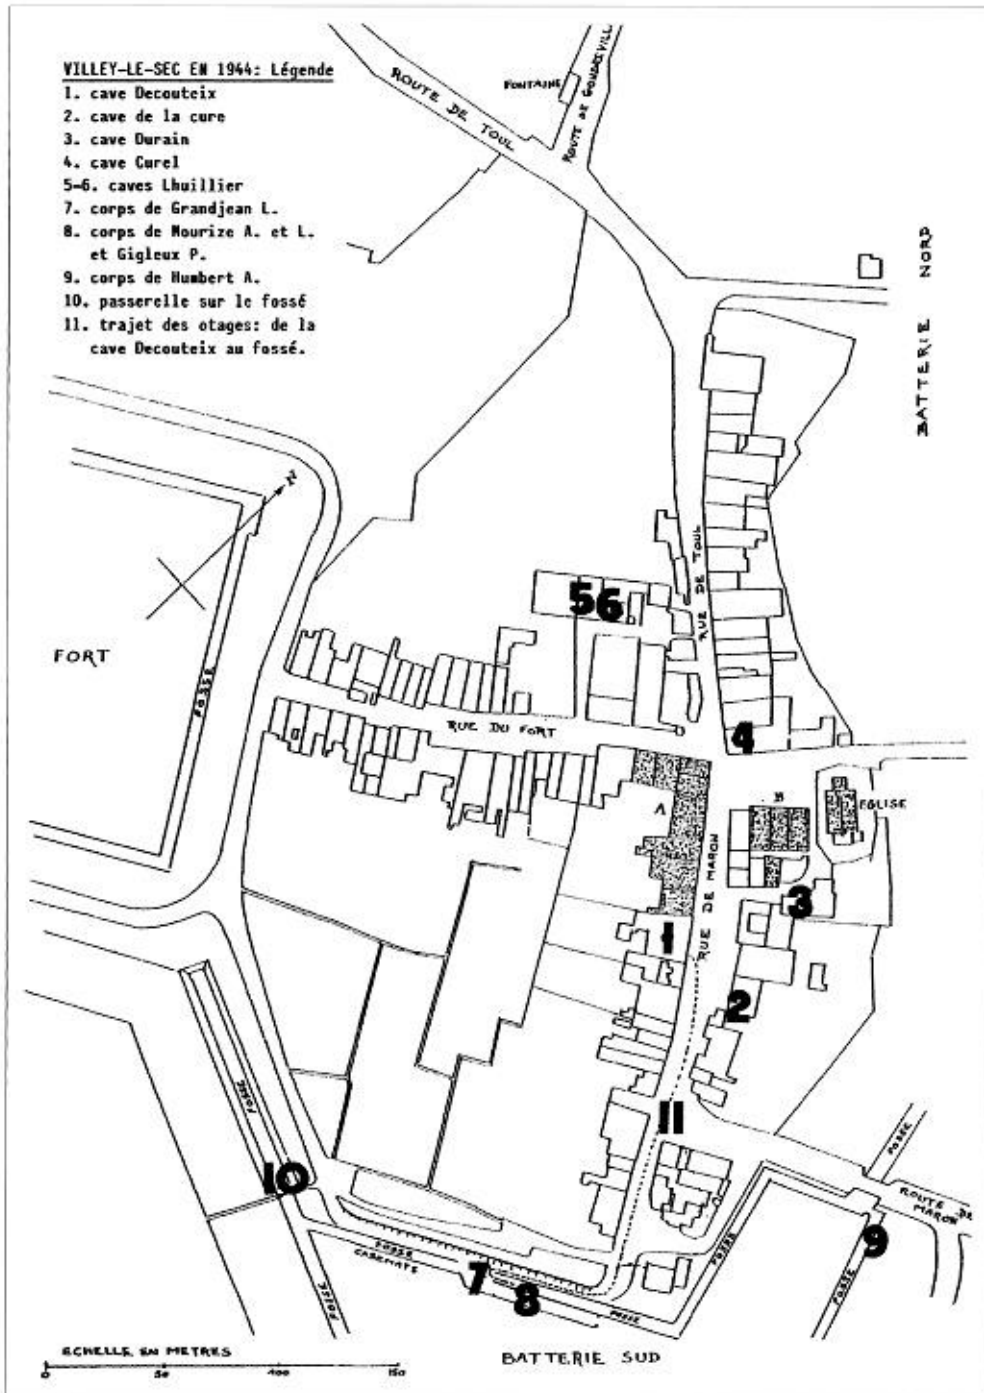 VILLEY-LE-SEC EN 1944: Légende
1. cave Decouteix
2. cave de la cure
3. cave Durain
4. cave Curel
5-6. caves Lhuillier
7. corps de Grandjean L.
8. corps de Mourize A. et L.
et Gigleux P.
9. corps de Humbert A.
10. passerelle sur le fossé
11. trajet des otages: de la
cave Decouteix au fossé.
ROUTE DE TOUL
FONTAINE
ROUTE DE GONDREVILL
BATTERIE NORD
N
FORT
FOSSE
56
RUE DE TOUL
RUE DU FORT
4
A
B
EGLISE
RUE DE MARON
3
1
2
11
FOSSE
10
FOSSE
ROUTE DE
MARON
9
FOSSE
FOSSE
CASEMATE
FOSSE
7
8
FOSSE
FOSSE
ECHELLE EN METRES
0 50 100 150
BATTERIE SUD